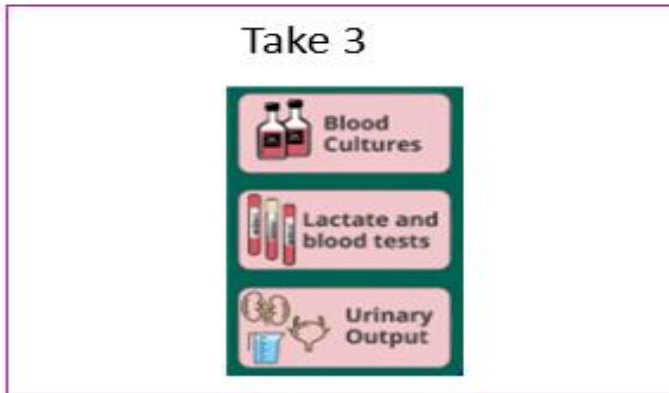 Take 3
Blood
Cultures
Lactate and
blood tests
Urinary
Output